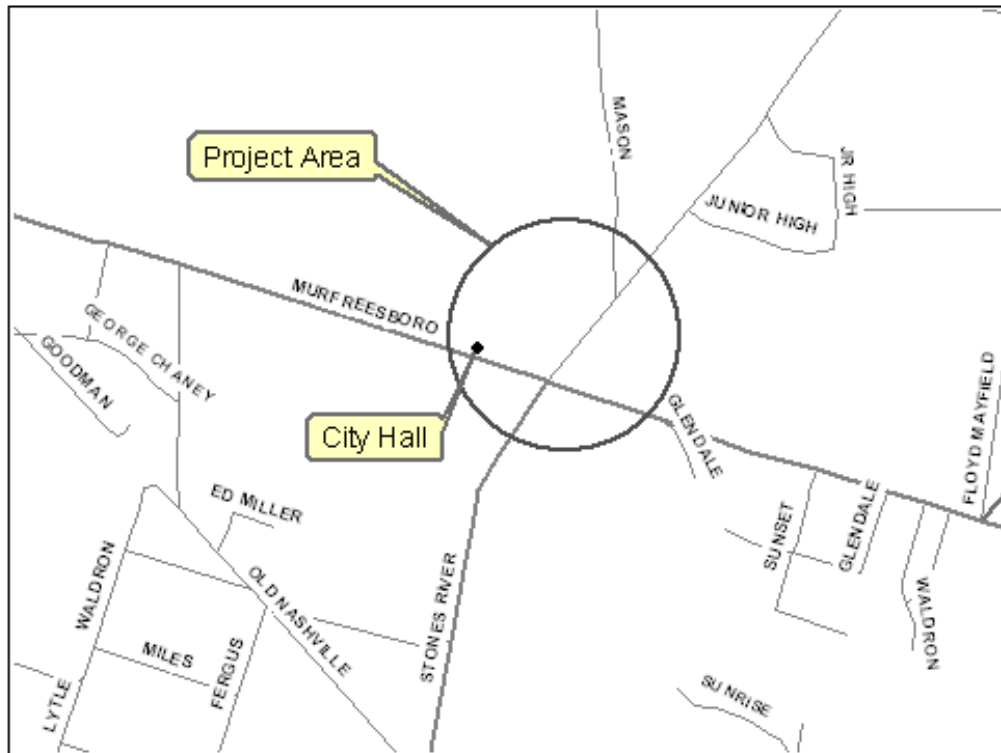 MASON
Project Area
JR HIGH
JUNIOR HIGH
MURFREESBORO
GEORGE CHANEY
GOODMAN
City Hall
GLENDALE
FLOYD MAYFIELD
ED MILLER
SUNSET
GLENDALE
WALDRON
OLD NASHVILLE
STONES RIVER
WALDRON
MILES
FERGUS
LYTLE
SUNRISE